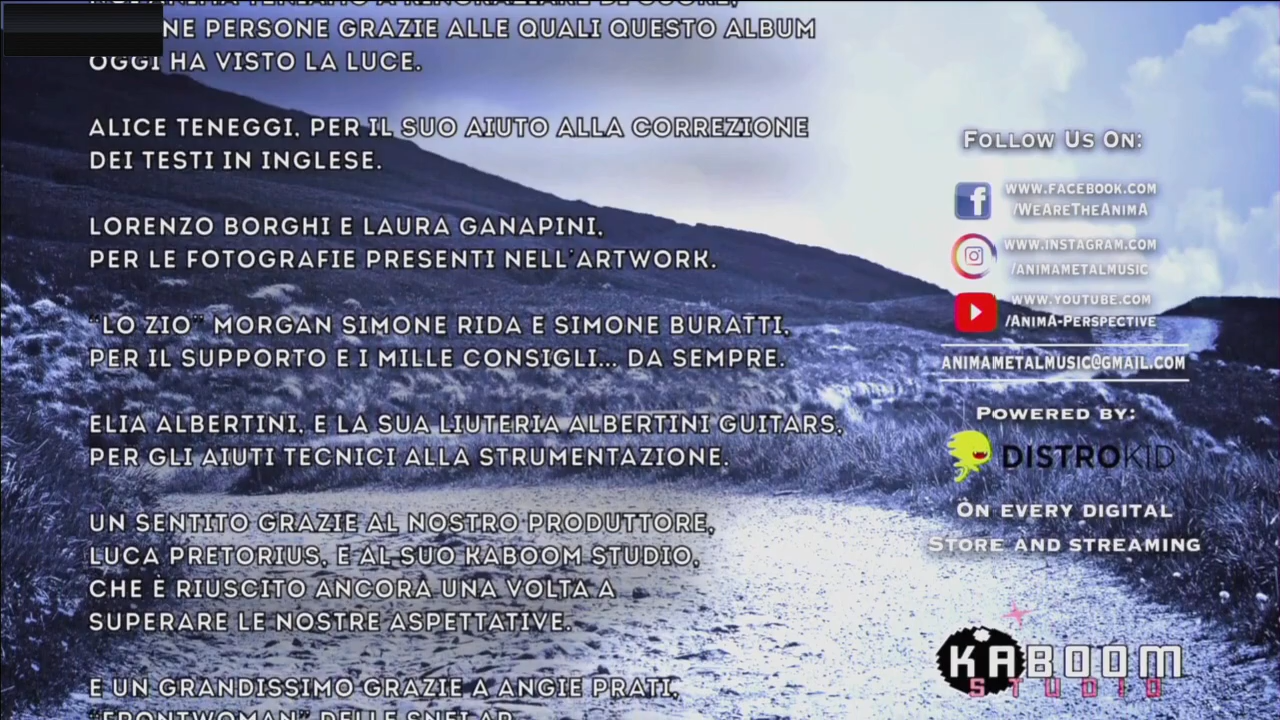 NE PERSONE GRAZIE ALLE QUALI QUESTO ALBUM
OGGI HA VISTO LA LUCE.
ALICE TENEGGI, PER IL SUO AIUTO ALLA CORREZIONE
DEI TESTI IN INGLESE.
LORENZO BORGHI E LAURA GANAPINI,
PER LE FOTOGRAFIE PRESENTI NELL'ARTWORK.
"LO ZIO" MORGAN SIMONE RIDA E SIMONE BURATTI,
PER IL SUPPORTO E I MILLE CONSIGLI... DA SEMPRE.
ELIA ALBERTINI, E LA SUA LIUTERIA ALBERTINI GUITARS,
PER GLI AIUTI TECNICI ALLA STRUMENTAZIONE.
UN SENTITO GRAZIE AL NOSTRO PRODUTTORE,
LUCA PRETORIUS, E AL SUO KABOOM STUDIO,
CHE È RIUSCITO ANCORA UNA VOLTA A
SUPERARE LE NOSTRE ASPETTATIVE.
E UN GRANDISSIMO GRAZIE A ANGIE PRATI,
Follow Us On:
www.facebook.com
/WeAreTheAnimA
www.instagram.com
/animametalmusic
www.youtube.com
/AnimA-Perspective
animametalmusic@gmail.com
Powered by:
DISTROKID
On every digital
Store and streaming
KABOOM
STUDIO